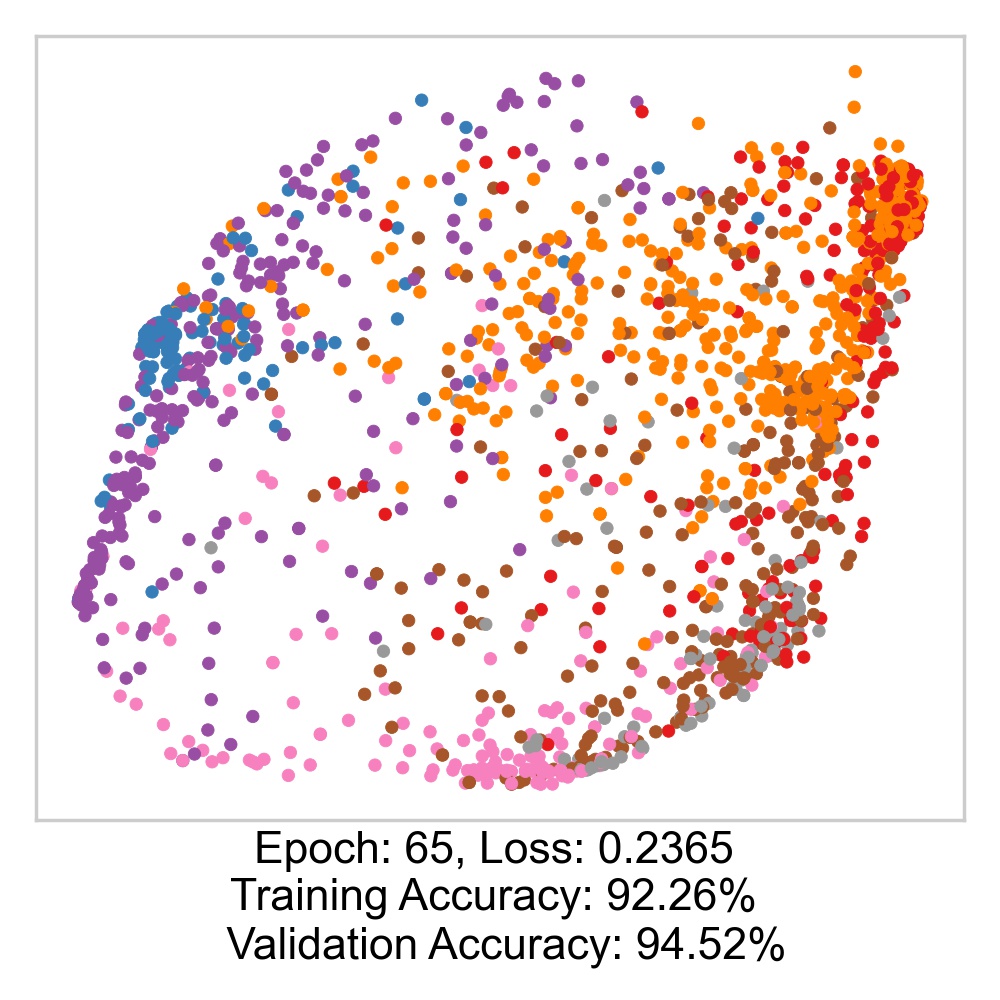 Epoch: 65, Loss: 0.2365
Training Accuracy: 92.26%
Validation Accuracy: 94.52%